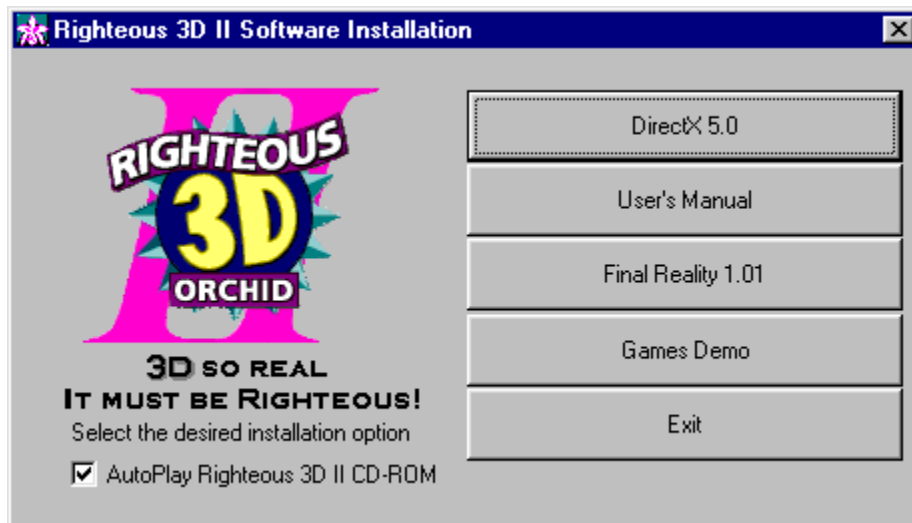 Righteous 3D II Software Installation
RIGHTEOUS
3D
ORCHID
3D SO REAL
IT MUST BE RIGHTEOUS!
Select the desired installation option
AutoPlay Righteous 3D II CD-ROM
DirectX 5.0
User's Manual
Final Reality 1.01
Games Demo
Exit